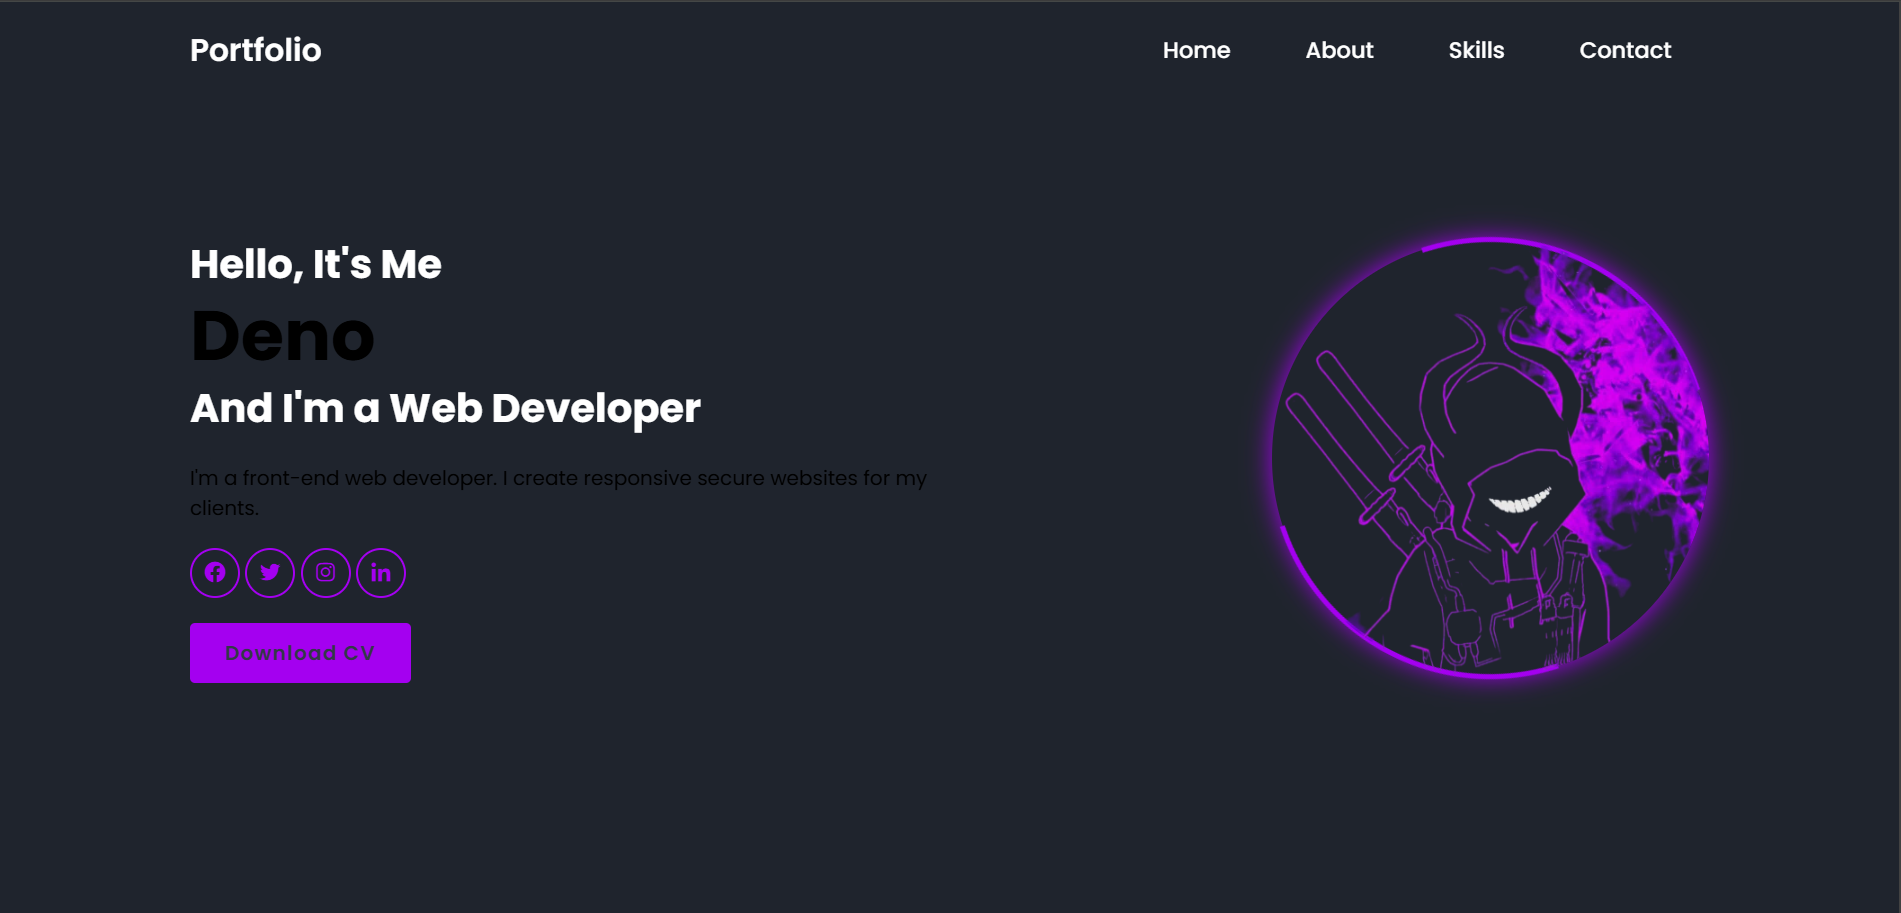 Portfolio
Home About Skills Contact
Hello, It's Me
Deno
And I'm a Web Developer
I'm a front-end web developer. I create responsive secure websites for my
clients.
Download CV